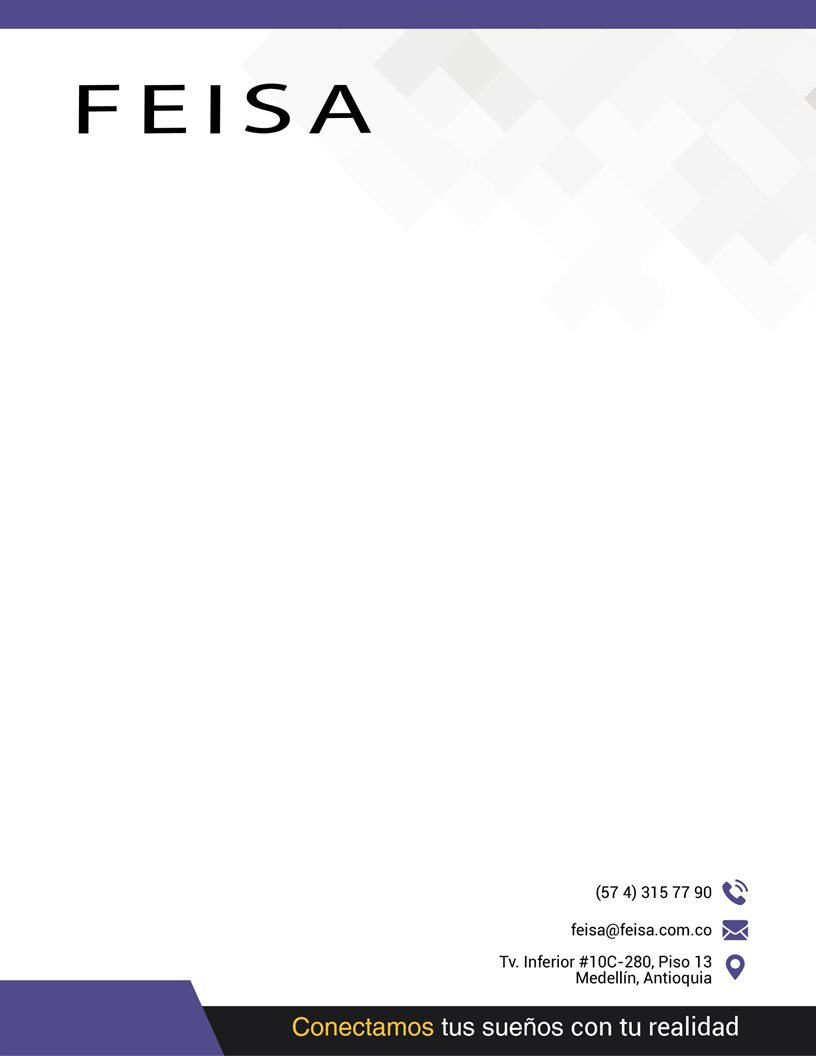 FEISA
(57 4) 315 77 90
feisa@feisa.com.co
Tv. Inferior #10C-280, Piso 13
Medellín, Antioquia
Conectamos tus sueños con tu realidad